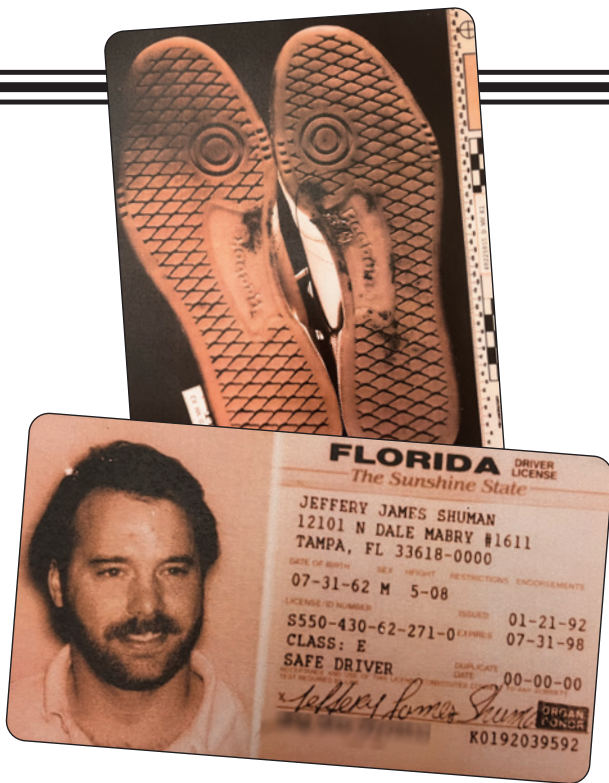 FLORIDA DRIVER LICENSE
The Sunshine State
JEFFERY JAMES SHUMAN
12101 N DALE MABRY #1611
TAMPA, FL 33618-0000
DATE OF BIRTH SEX HEIGHT RESTRICTIONS ENDORSEMENTS
07-31-62 M 5-08
LICENSE/ID NUMBER ISSUED 01-21-92
S550-430-62-271-0 EXPIRES 07-31-98
CLASS: E
SAFE DRIVER DUPLICATE DATE 00-00-00
X Jeffery James Shuman ORGAN DONOR
K0192039592